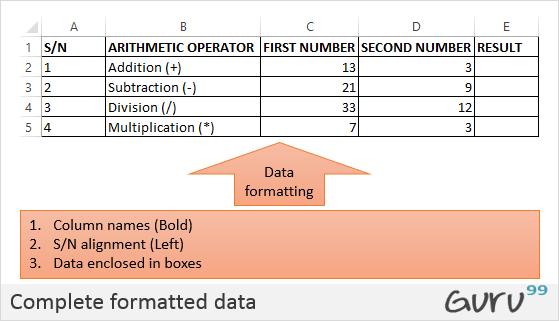 A B C D E
1 S/N ARITHMETIC OPERATOR FIRST NUMBER SECOND NUMBER RESULT
2 1 Addition (+) 13 3
3 2 Subtraction (-) 21 9
4 3 Division (/) 33 12
5 4 Multiplication (*) 7 3
Data
formatting
1. Column names (Bold)
2. S/N alignment (Left)
3. Data enclosed in boxes
Complete formatted data
Guru99